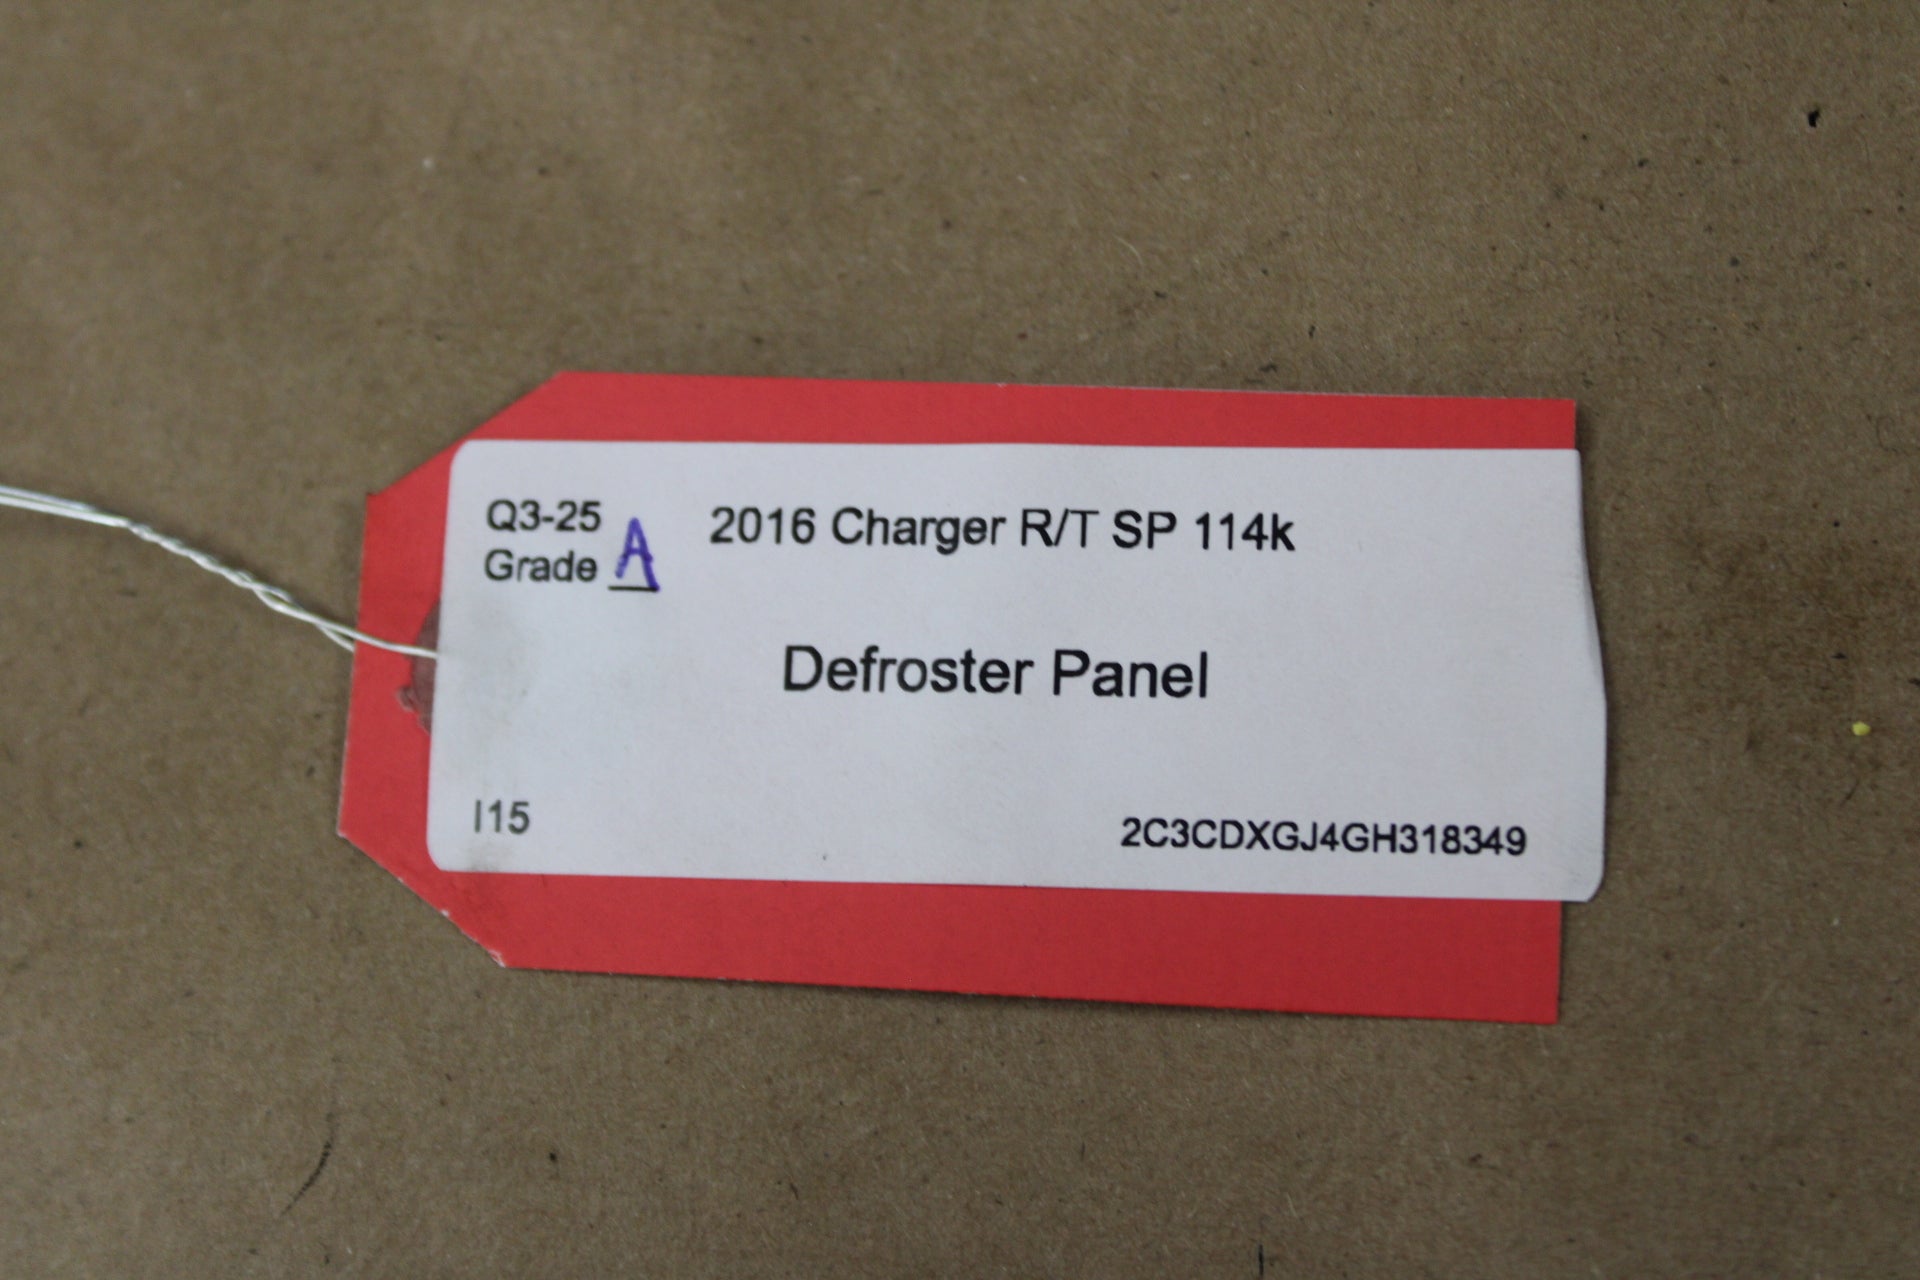 Q3-25
Grade A
2016 Charger R/T SP 114k
Defroster Panel
I15
2C3CDXGJ4GH318349